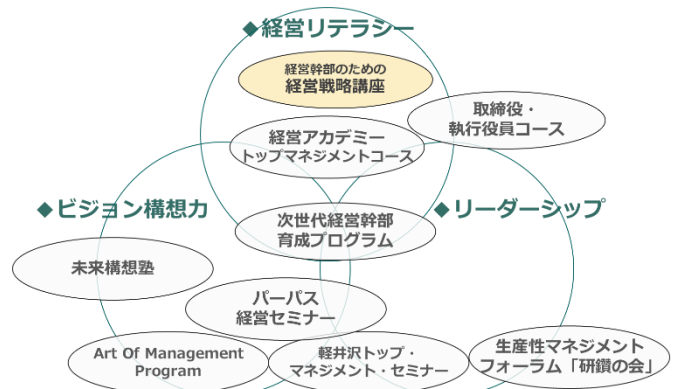 ◆経営リテラシー
経営幹部のための
経営戦略講座
取締役・
執行役員コース
経営アカデミー
トップマネジメントコース
◆ビジョン構想力
◆リーダーシップ
次世代経営幹部
育成プログラム
未来構想塾
パーパス
経営セミナー
Art Of Management
Program
軽井沢トップ・
マネジメント・セミナー
生産性マネジメント
フォーラム「研鑽の会」